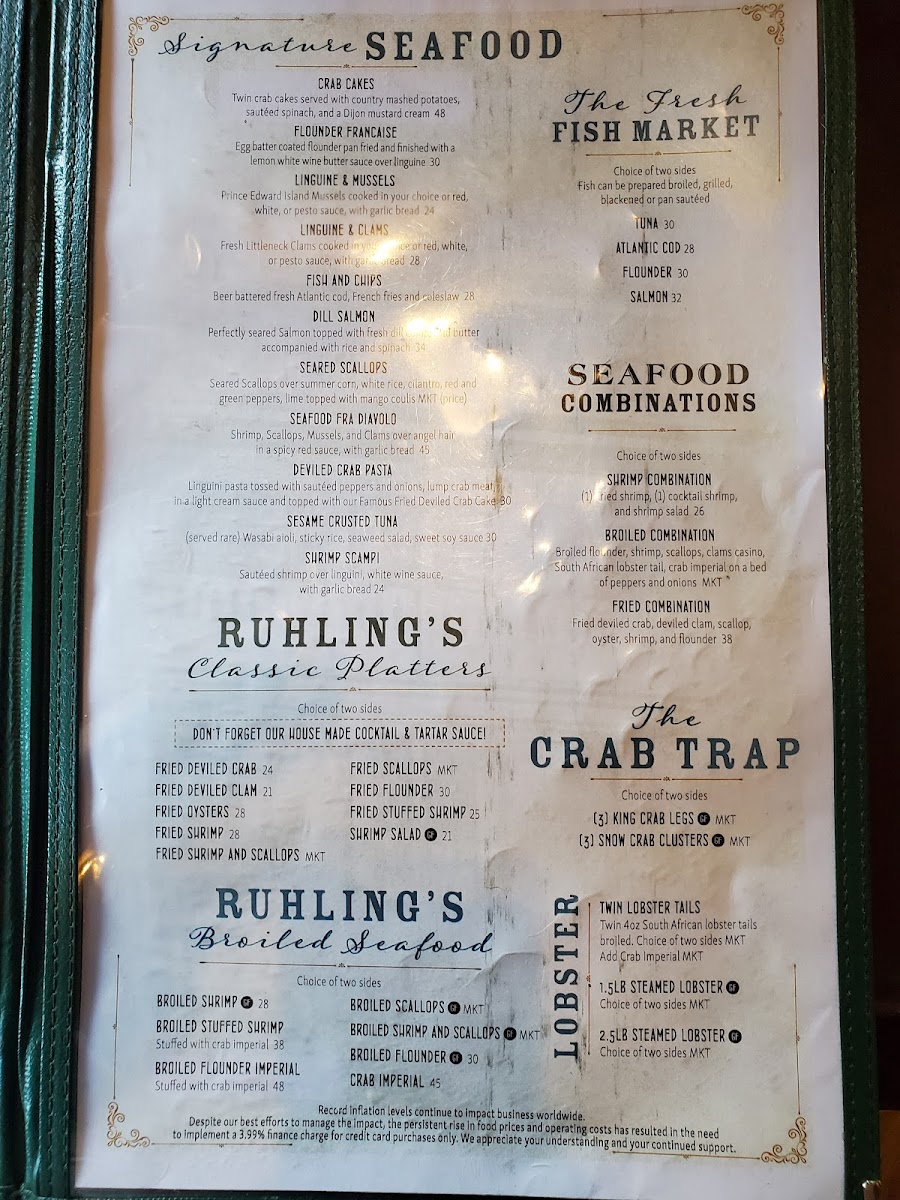 Signature SEAFOOD
CRAB CAKES
Twin crab cakes served with country mashed potatoes,
sautéed spinach, and a Dijon mustard cream 48
FLOUNDER FRANCAISE
Egg batter coated flounder pan fried and finished with a
lemon white wine butter sauce over linguine 30
LINGUINE & MUSSELS
Prince Edward Island Mussels cooked in your choice or red,
white, or pesto sauce, with garlic bread 24
LINGUINE & CLAMS
Fresh Littleneck Clams cooked in or red, white,
or pesto sauce, with garlic bread 28
FISH AND CHIPS
Beer battered fresh Atlantic cod, French fries and coleslaw 28
DILL SALMON
Perfectly seared Salmon topped with fresh dill butter
accompanied with rice and spinach 34
SEARED SCALLOPS
Seared Scallops over summer corn, white rice, cilantro, red and
green peppers, lime topped with mango coulis MKT (price)
SEAFOOD FRA DIAVOLO
Shrimp, Scallops, Mussels, and Clams over angel hair
in a spicy red sauce, with garlic bread 45
DEVILED CRAB PASTA
Linguini pasta tossed with sautéed peppers and onions, lump crab meat,
in a light cream sauce and topped with our Famous Fried Deviled Crab Cake 30
SESAME CRUSTED TUNA
(served rare) Wasabi aioli, sticky rice, seaweed salad, sweet soy sauce 30
SHRIMP SCAMPI
Sautéed shrimp over linguini, white wine sauce,
with garlic bread 24
RUHLING'S
Classic Platters
Choice of two sides
DON'T FORGET OUR HOUSE MADE COCKTAIL & TARTAR SAUCE!
FRIED DEVILED CRAB 24
FRIED DEVILED CLAM 21
FRIED OYSTERS 28
FRIED SHRIMP 28
FRIED SHRIMP AND SCALLOPS MKT
FRIED SCALLOPS MKT
FRIED FLOUNDER 30
FRIED STUFFED SHRIMP 25
SHRIMP SALAD GF 21
RUHLING'S
Broiled Seafood
Choice of two sides
BROILED SHRIMP GF 28
BROILED STUFFED SHRIMP
Stuffed with crab imperial 38
BROILED FLOUNDER IMPERIAL
Stuffed with crab imperial 48
BROILED SCALLOPS GF MKT
BROILED SHRIMP AND SCALLOPS GF MKT
BROILED FLOUNDER GF 30
CRAB IMPERIAL 45
The Fresh
FISH MARKET
Choice of two sides
Fish can be prepared broiled, grilled,
blackened or pan sautéed
TUNA 30
ATLANTIC COD 28
FLOUNDER 30
SALMON 32
SEAFOOD
COMBINATIONS
Choice of two sides
SHRIMP COMBINATION
(1) fried shrimp, (1) cocktail shrimp,
and shrimp salad 26
BROILED COMBINATION
Broiled flounder, shrimp, scallops, clams casino,
South African lobster tail, crab imperial on a bed
of peppers and onions MKT
FRIED COMBINATION
Fried deviled crab, deviled clam, scallop,
oyster, shrimp, and flounder 38
The
CRAB TRAP
Choice of two sides
(3) KING CRAB LEGS GF MKT
(3) SNOW CRAB CLUSTERS GF MKT
LOBSTER
TWIN LOBSTER TAILS
Twin 4oz South African lobster tails
broiled. Choice of two sides MKT
Add Crab Imperial MKT
1.5LB STEAMED LOBSTER GF
Choice of two sides MKT
2.5LB STEAMED LOBSTER GF
Choice of two sides MKT
Record inflation levels continue to impact business worldwide.
Despite our best efforts to manage the impact, the persistent rise in food prices and operating costs has resulted in the need
to implement a 3.99% finance charge for credit card purchases only. We appreciate your understanding and your continued support.